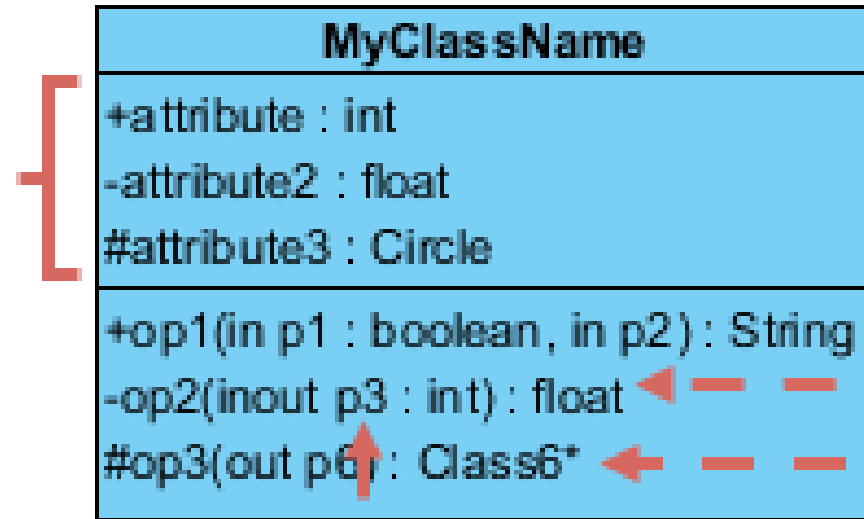 MyClassName
+attribute : int
-attribute2 : float
#attribute3 : Circle
+op1(in p1 : boolean, in p2) : String
-op2(inout p3 : int) : float
#op3(out p6) : Class6*